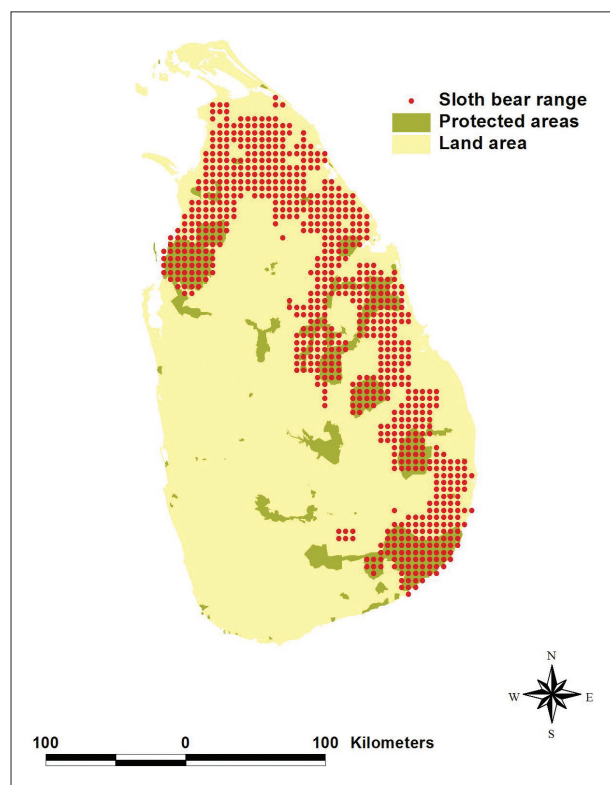 Sloth bear range
Protected areas
Land area
N
W E
S
100 0 100 Kilometers